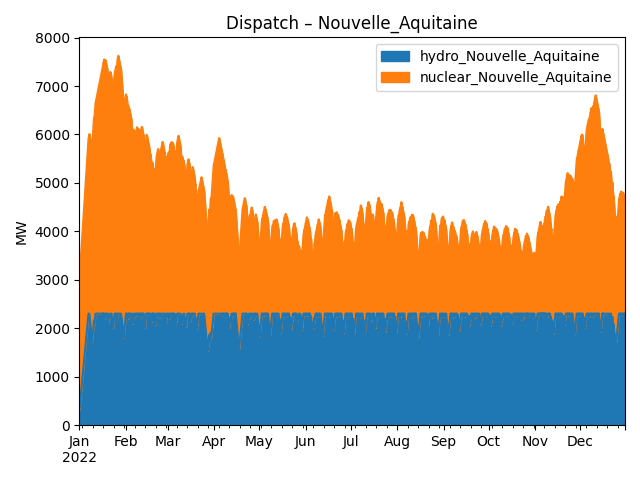 Dispatch – Nouvelle_Aquitaine
hydro_Nouvelle_Aquitaine
nuclear_Nouvelle_Aquitaine
8000
7000
6000
5000
4000
3000
2000
1000
0
MW
Jan Feb Mar Apr May Jun Jul Aug Sep Oct Nov Dec
2022